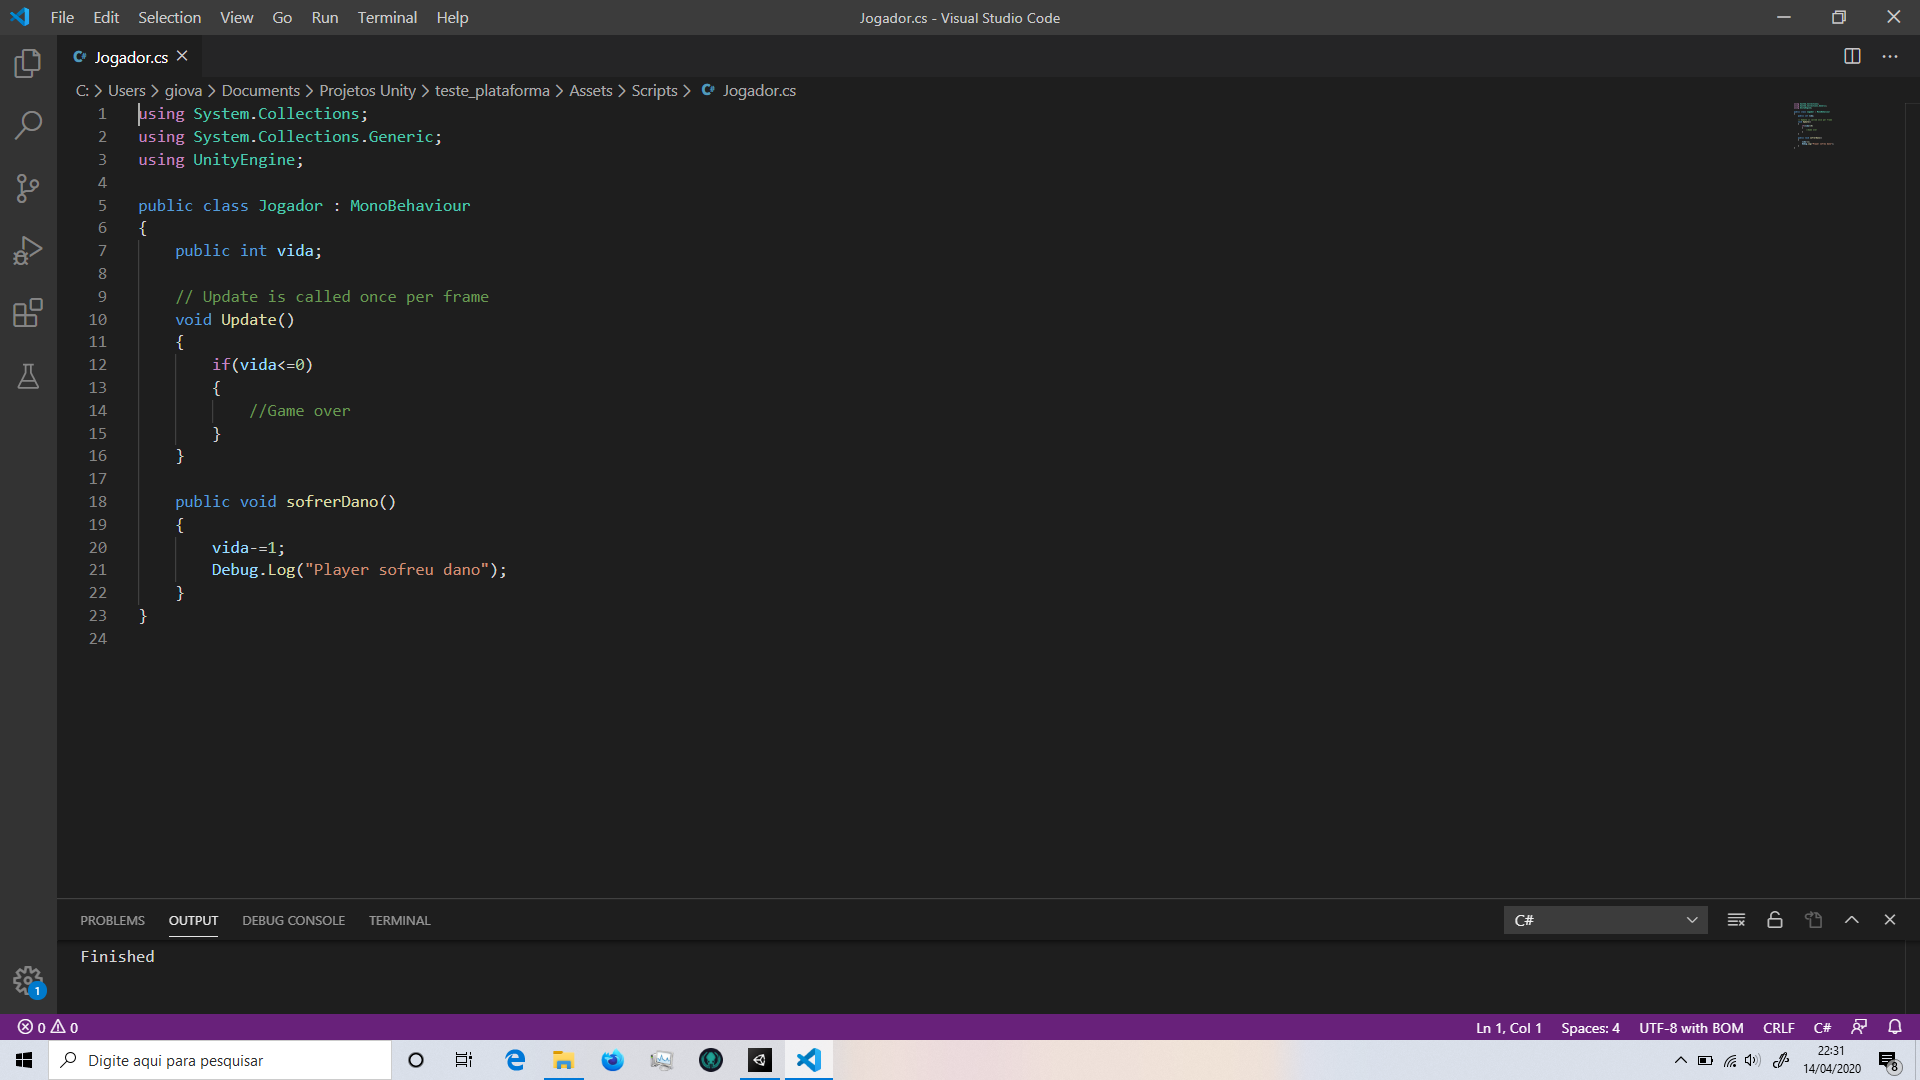 File Edit Selection View Go Run Terminal Help
Jogador.cs - Visual Studio Code
Jogador.cs
C: > Users > giova > Documents > Projetos Unity > teste_plataforma > Assets > Scripts > Jogador.cs
1 using System.Collections;
2 using System.Collections.Generic;
3 using UnityEngine;
4
5 public class Jogador : MonoBehaviour
6 {
7 public int vida;
8
9 // Update is called once per frame
10 void Update()
11 {
12 if(vida<=0)
13 {
14 //Game over
15 }
16 }
17
18 public void sofrerDano()
19 {
20 vida-=1;
21 Debug.Log("Player sofreu dano");
22 }
23 }
24
PROBLEMS OUTPUT DEBUG CONSOLE TERMINAL
C#
Finished
1
0 0
Ln 1, Col 1 Spaces: 4 UTF-8 with BOM CRLF C#
Digite aqui para pesquisar
22:31
14/04/2020
8